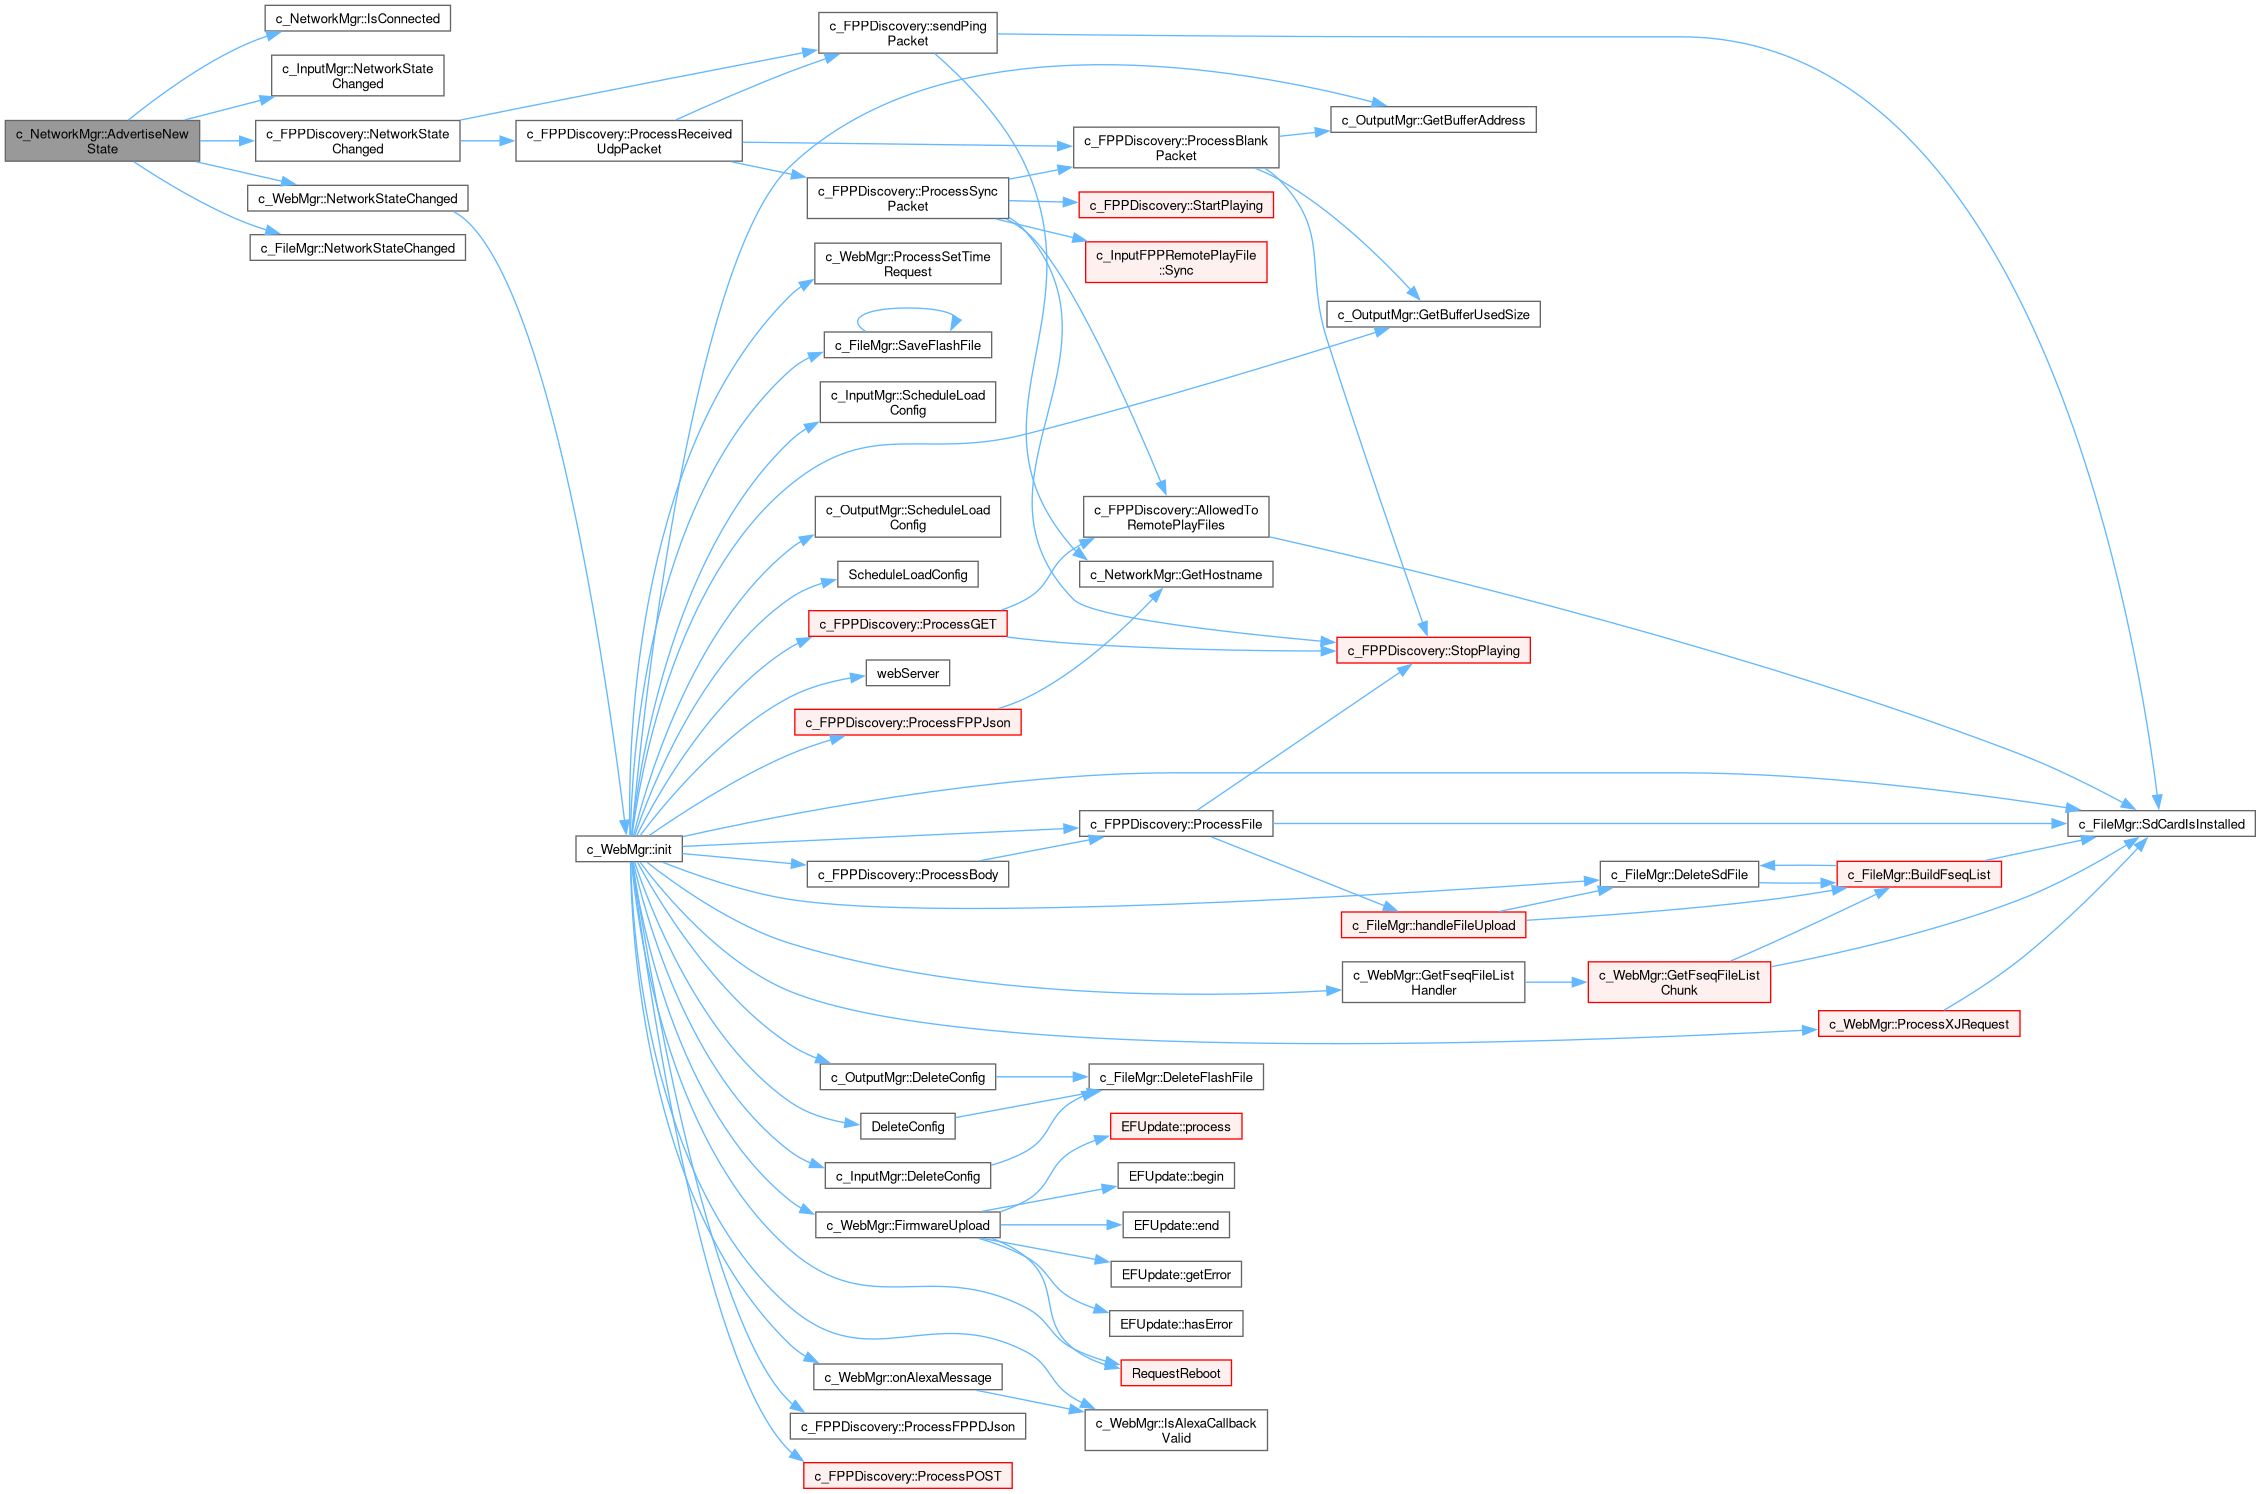 c_NetworkMgr::AdvertiseNew
State
c_NetworkMgr::IsConnected
c_InputMgr::NetworkState
Changed
c_FPPDiscovery::NetworkState
Changed
c_WebMgr::NetworkStateChanged
c_FileMgr::NetworkStateChanged
c_FPPDiscovery::ProcessReceived
UdpPacket
c_WebMgr::init
c_FPPDiscovery::sendPing
Packet
c_FPPDiscovery::ProcessSync
Packet
c_WebMgr::ProcessSetTime
Request
c_FileMgr::SaveFlashFile
c_InputMgr::ScheduleLoad
Config
c_OutputMgr::ScheduleLoad
Config
ScheduleLoadConfig
c_FPPDiscovery::ProcessGET
webServer
c_FPPDiscovery::ProcessFPPJson
c_FPPDiscovery::ProcessBody
c_OutputMgr::DeleteConfig
DeleteConfig
c_InputMgr::DeleteConfig
c_WebMgr::FirmwareUpload
c_WebMgr::onAlexaMessage
c_FPPDiscovery::ProcessFPPDJson
c_FPPDiscovery::ProcessPOST
c_FPPDiscovery::ProcessBlank
Packet
c_FPPDiscovery::StartPlaying
c_InputFPPRemotePlayFile
::Sync
c_FPPDiscovery::AllowedTo
RemotePlayFiles
c_NetworkMgr::GetHostname
c_FPPDiscovery::ProcessFile
c_FileMgr::DeleteFlashFile
EFUpdate::process
EFUpdate::begin
EFUpdate::end
EFUpdate::getError
EFUpdate::hasError
RequestReboot
c_WebMgr::IsAlexaCallback
Valid
c_OutputMgr::GetBufferAddress
c_OutputMgr::GetBufferUsedSize
c_FPPDiscovery::StopPlaying
c_FileMgr::handleFileUpload
c_WebMgr::GetFseqFileList
Handler
c_FileMgr::DeleteSdFile
c_WebMgr::GetFseqFileList
Chunk
c_FileMgr::BuildFseqList
c_WebMgr::ProcessXJRequest
c_FileMgr::SdCardIsInstalled